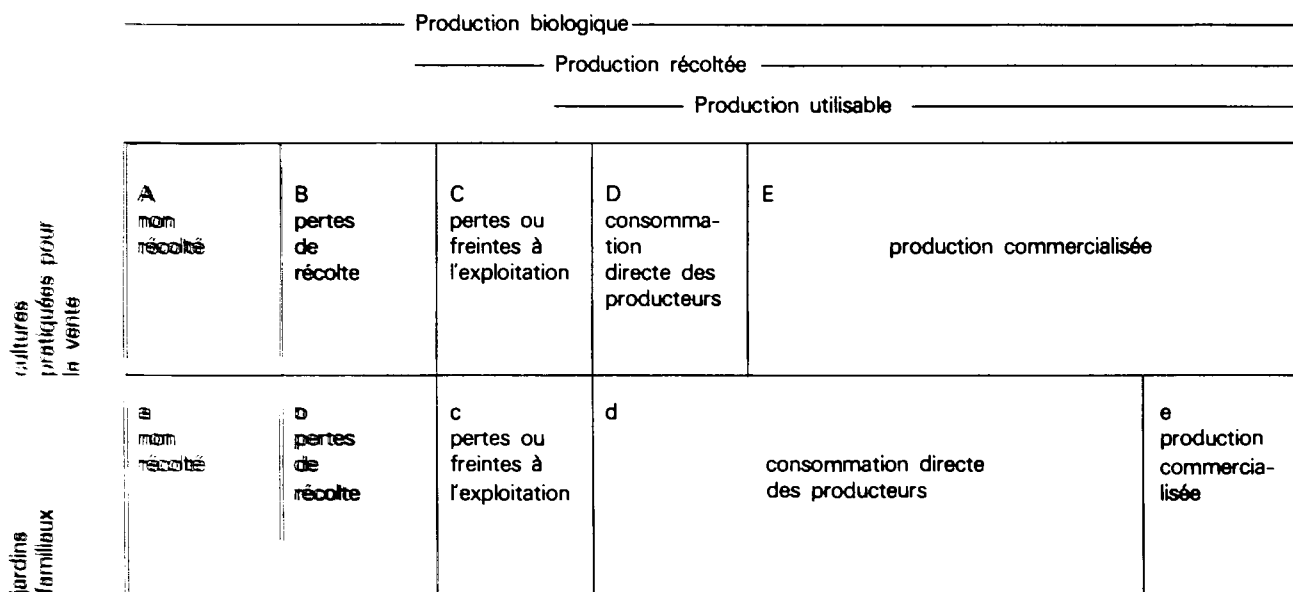 Production biologique
Production récoltée
Production utilisable
cultures
pratiquées pour
la vente
A
non
récolté
B
pertes
de
récolte
C
pertes ou
freintes à
l'exploitation
D
consomma-
tion
directe des
producteurs
E
production commercialisée
jardins
familiaux
a
non
récolté
b
pertes
de
récolte
c
pertes ou
freintes à
l'exploitation
d
consommation directe
des producteurs
e
production
commercia-
lisée